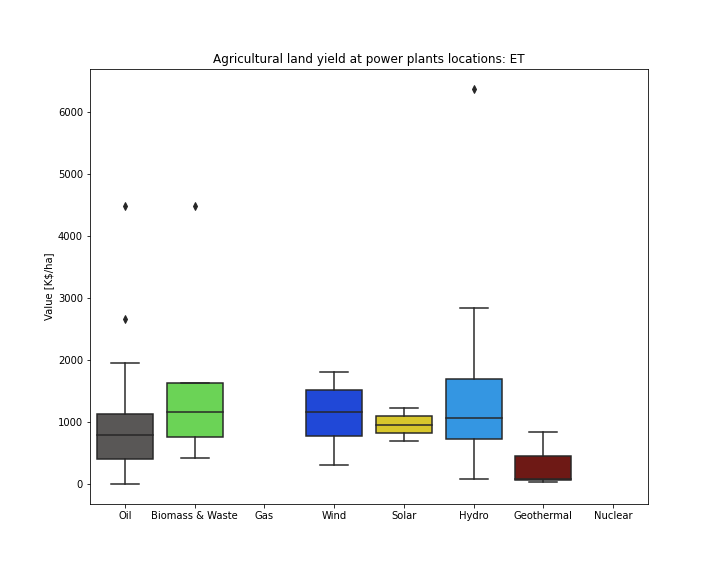 Agricultural land yield at power plants locations: ET
Value [K$/ha]
6000
5000
4000
3000
2000
1000
0
Oil Biomass & Waste Gas Wind Solar Hydro Geothermal Nuclear